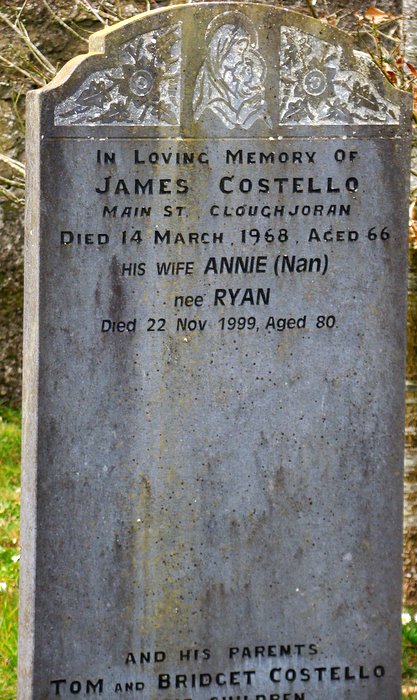 In Loving Memory Of
James Costello
Main St. Cloughjoran
Died 14 March 1968, Aged 66
His Wife ANNIE (Nan)
nee RYAN
Died 22 Nov 1999, Aged 80
AND HIS PARENTS
TOM AND BRIDGET COSTELLO
CHILDREN